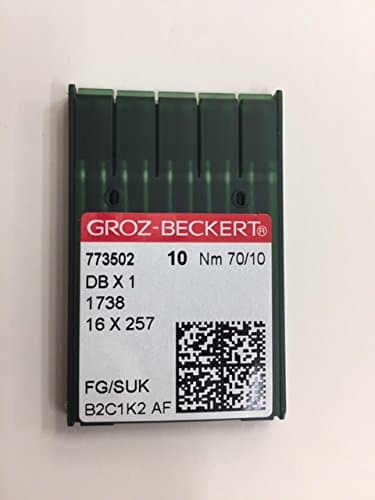 GROZ-BECKERT®
773502 10 Nm 70/10
DB X 1
1738
16 X 257
FG/SUK
B2C1K2 AF